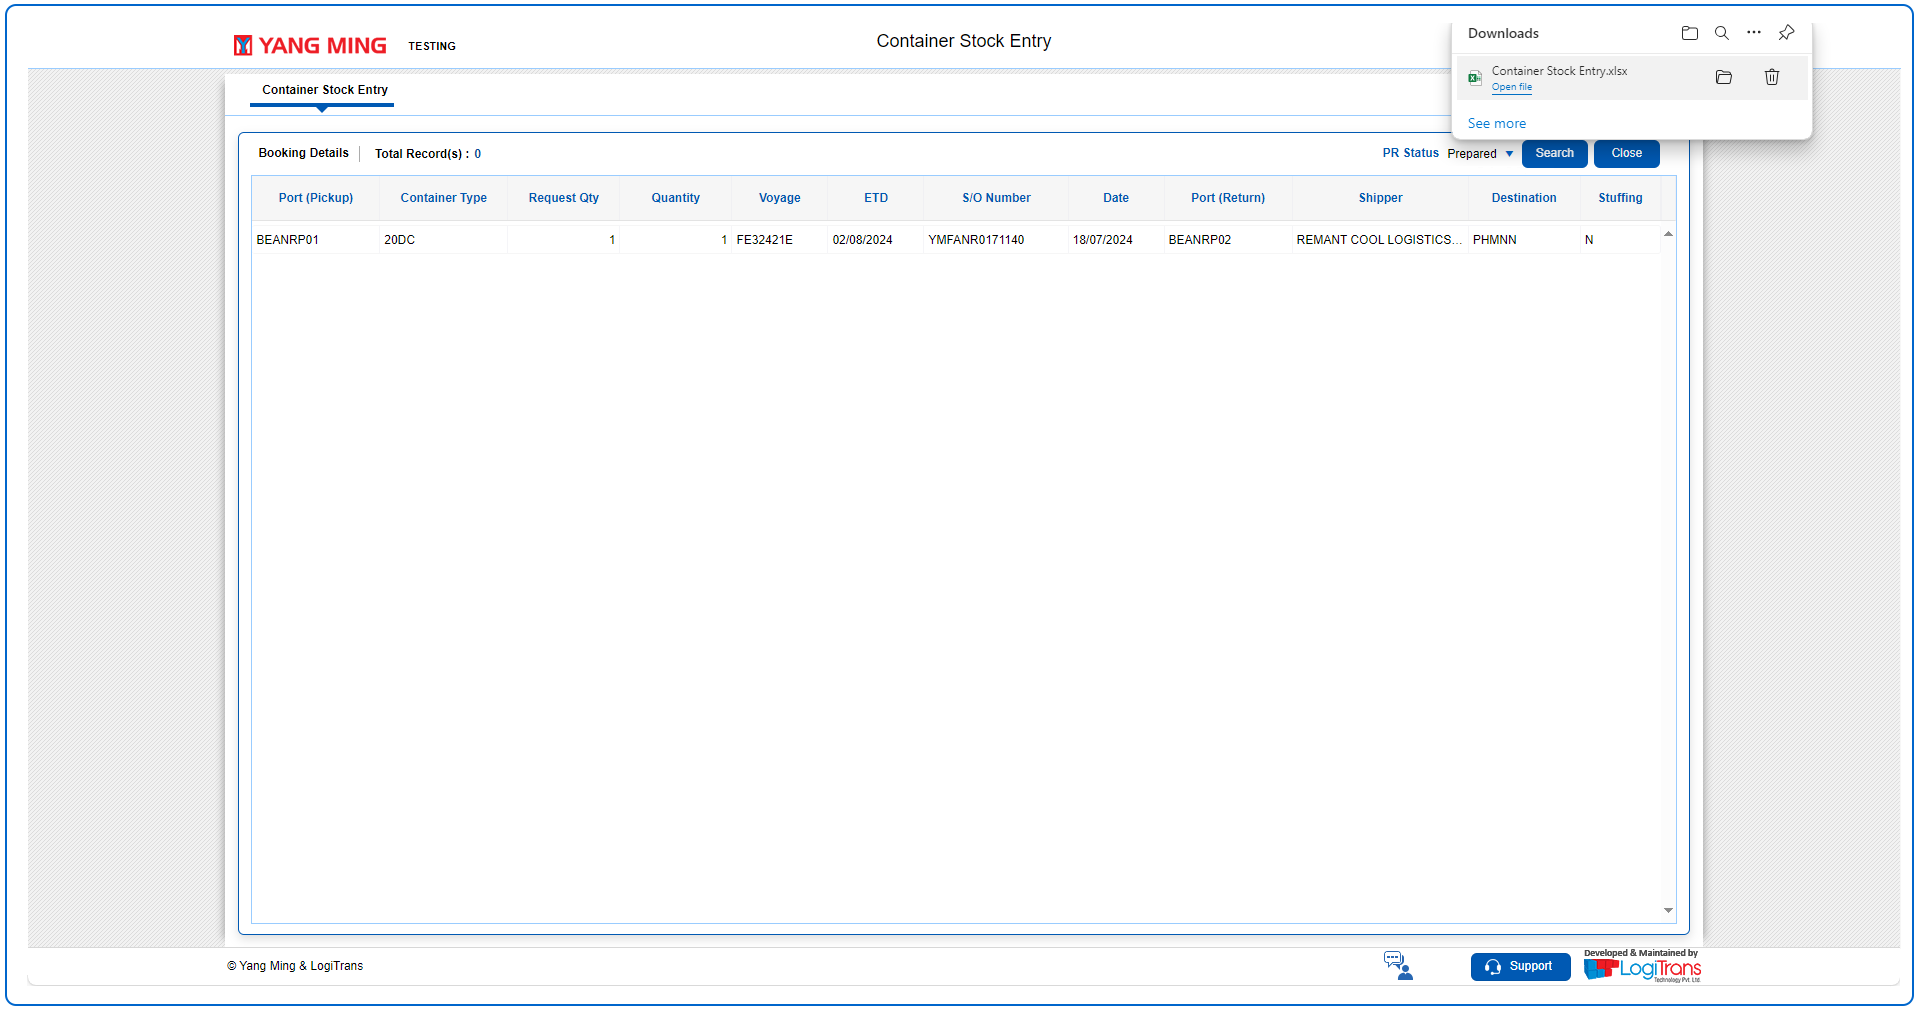 YANG MING TESTING
Container Stock Entry
Downloads
Container Stock Entry.xlsx
Open file
See more
Container Stock Entry
Booking Details Total Record(s) : 0
PR Status Prepared Search Close
Port (Pickup) Container Type Request Qty Quantity Voyage ETD S/O Number Date Port (Return) Shipper Destination Stuffing
BEANRP01 20DC 1 1 FE32421E 02/08/2024 YMFANR0171140 18/07/2024 BEANRP02 REMANT COOL LOGISTICS... PHMNN N
© Yang Ming & LogiTrans
Support
Developed & Maintained by
LogiTrans
Technology Pvt. Ltd.